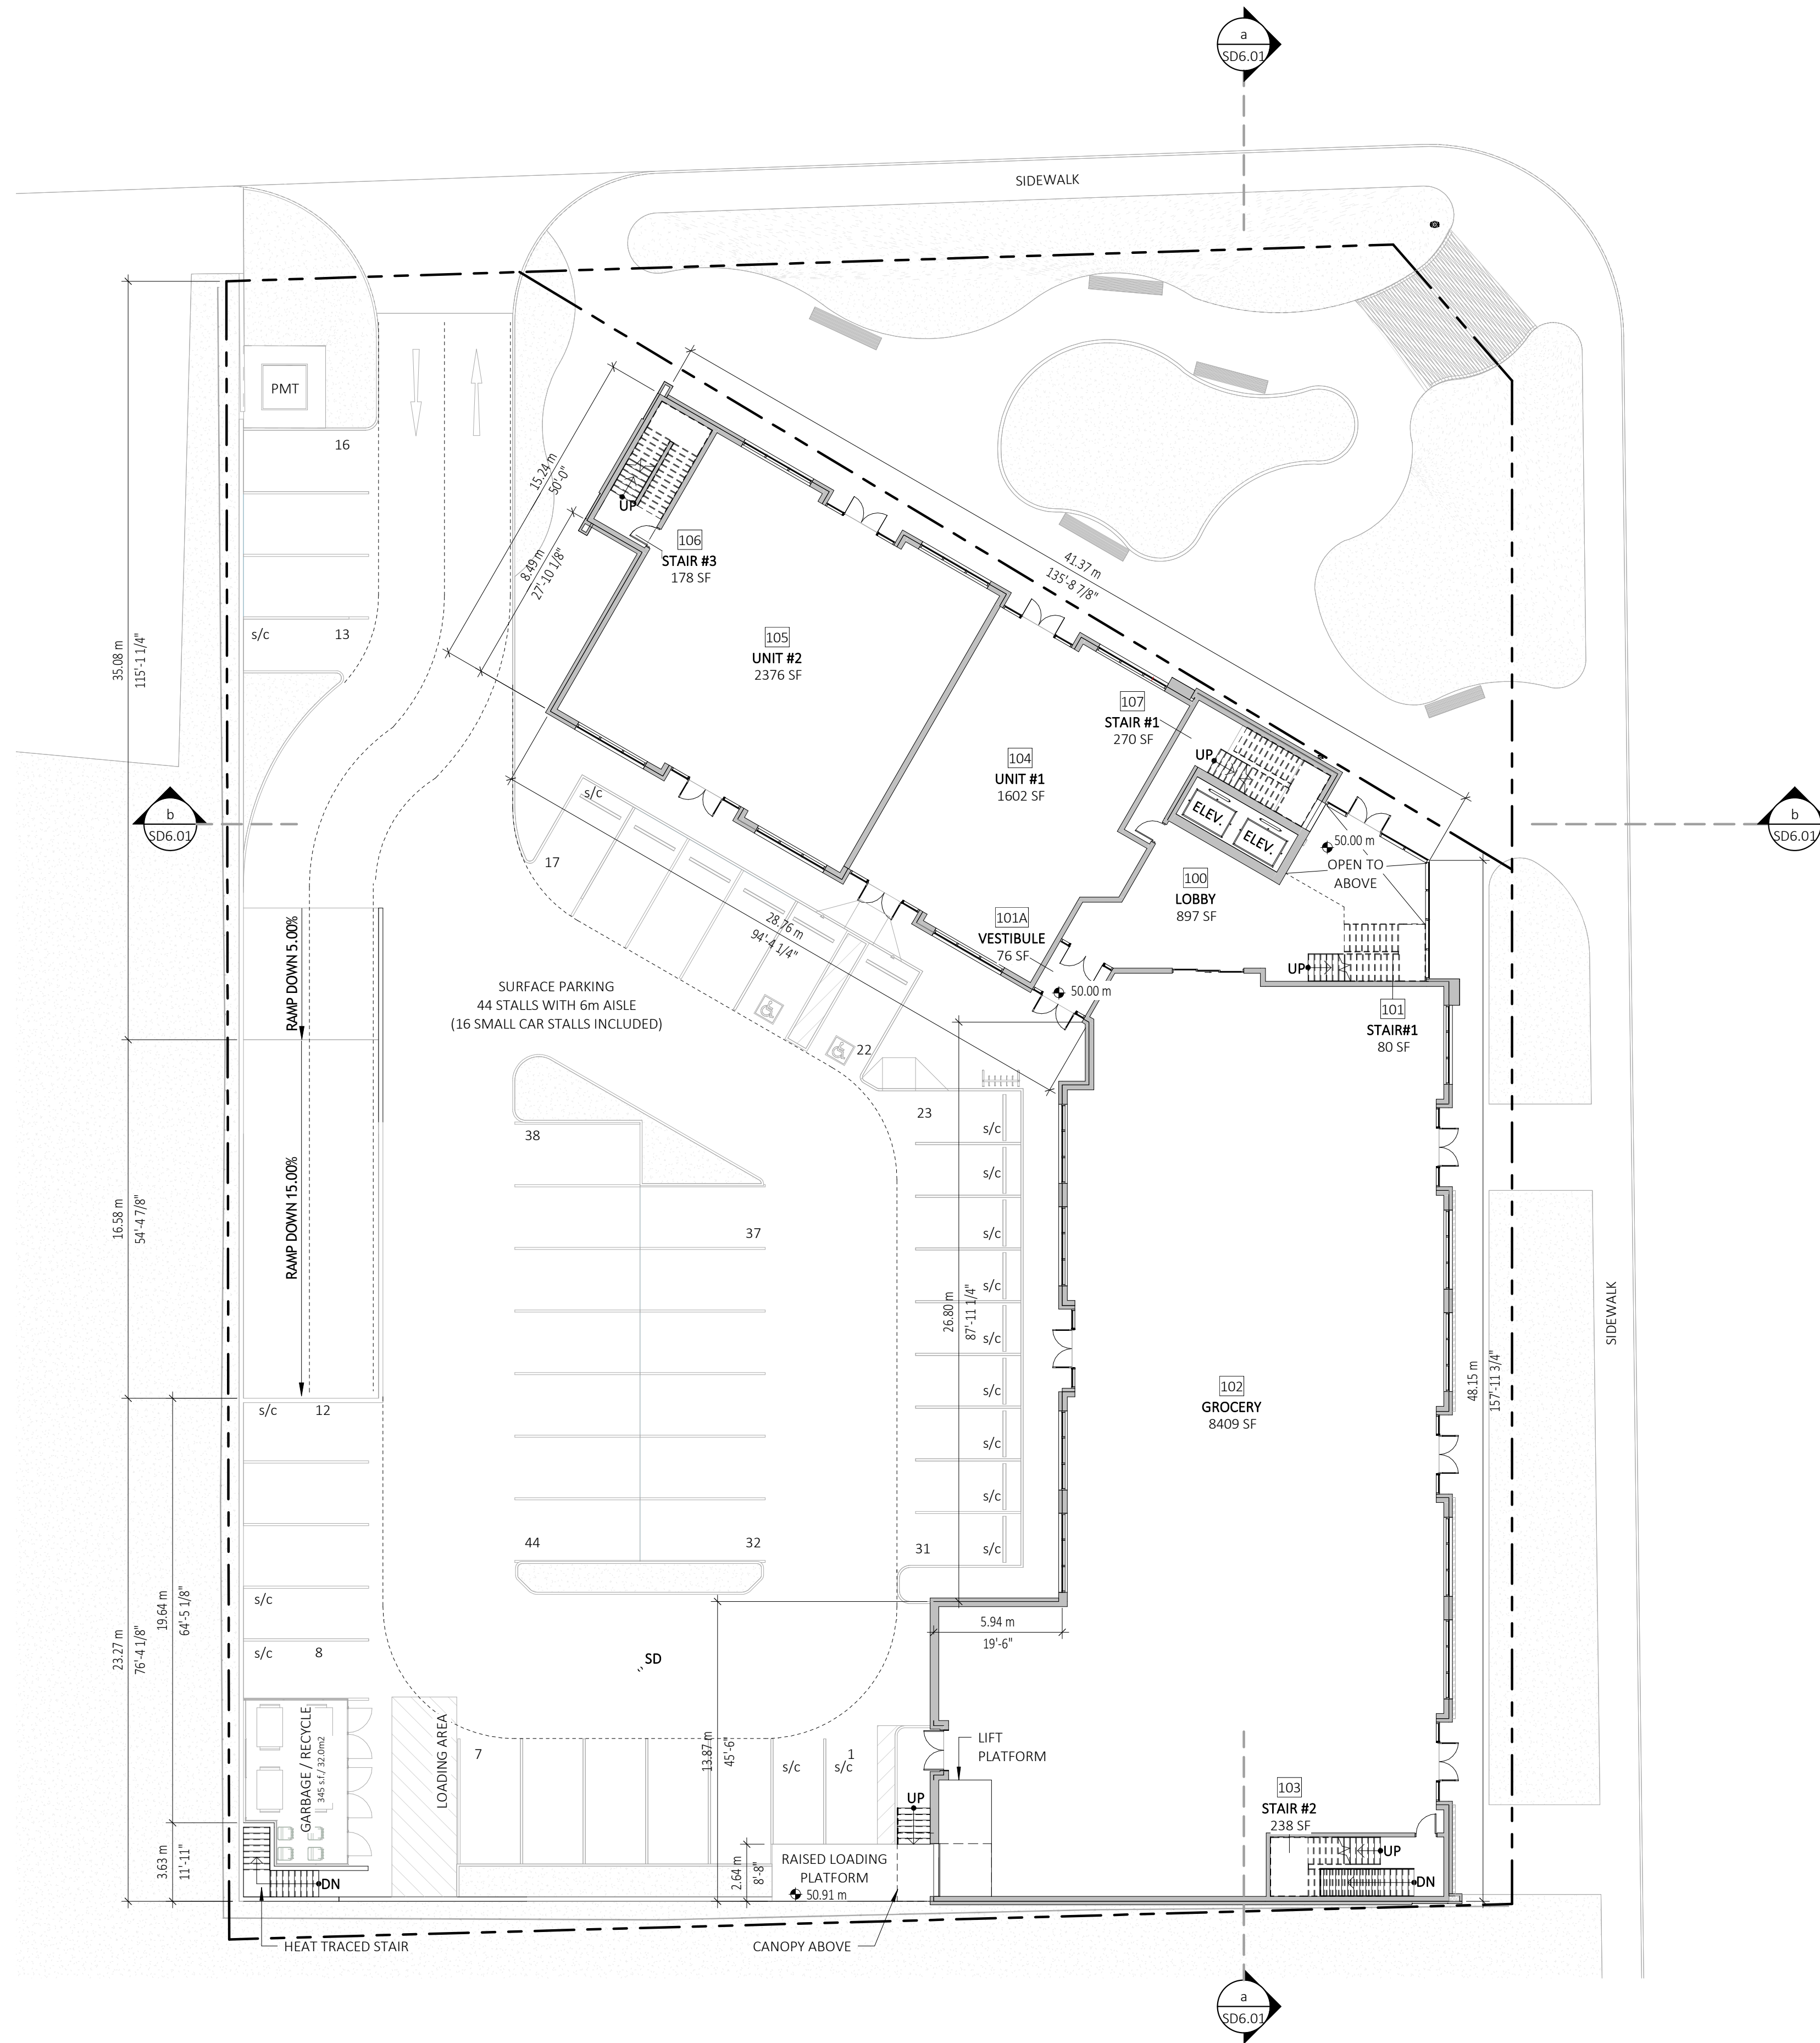 a
SD6.01
SIDEWALK
PMT
16
15.24 m
50'-0"
UP
8.49 m
27'-10 1/8"
106
STAIR #3
178 SF
41.37 m
135'-8 7/8"
s/c
13
35.08 m
115'-1 1/4"
105
UNIT #2
2376 SF
107
STAIR #1
270 SF
UP
104
UNIT #1
1602 SF
ELEV.
ELEV.
b
SD6.01
b
SD6.01
s/c
17
50.00 m
OPEN TO
ABOVE
100
LOBBY
897 SF
28.76 m
94'-4 1/4"
101A
VESTIBULE
76 SF
RAMP DOWN 5.00%
UP
50.00 m
SURFACE PARKING
44 STALLS WITH 6m AISLE
(16 SMALL CAR STALLS INCLUDED)
101
STAIR#1
80 SF
22
23
s/c
38
s/c
16.58 m
54'-4 7/8"
RAMP DOWN 15.00%
37
s/c
s/c
26.80 m
87'-11 1/4"
s/c
SIDEWALK
s/c
102
GROCERY
8409 SF
48.15 m
157'-11 3/4"
s/c
12
s/c
s/c
44
32
31
s/c
s/c
19.64 m
64'-5 1/8"
23.27 m
76'-4 1/8"
5.94 m
19'-6"
s/c
8
SD
GARBAGE / RECYCLE
345 s.f./ 32.0m2
LOADING AREA
7
13.87 m
45'-6"
s/c
1
s/c
LIFT
PLATFORM
UP
103
STAIR #2
238 SF
3.63 m
11'-11"
2.64 m
8'-8"
RAISED LOADING
PLATFORM
50.91 m
UP
DN
DN
HEAT TRACED STAIR
CANOPY ABOVE
a
SD6.01